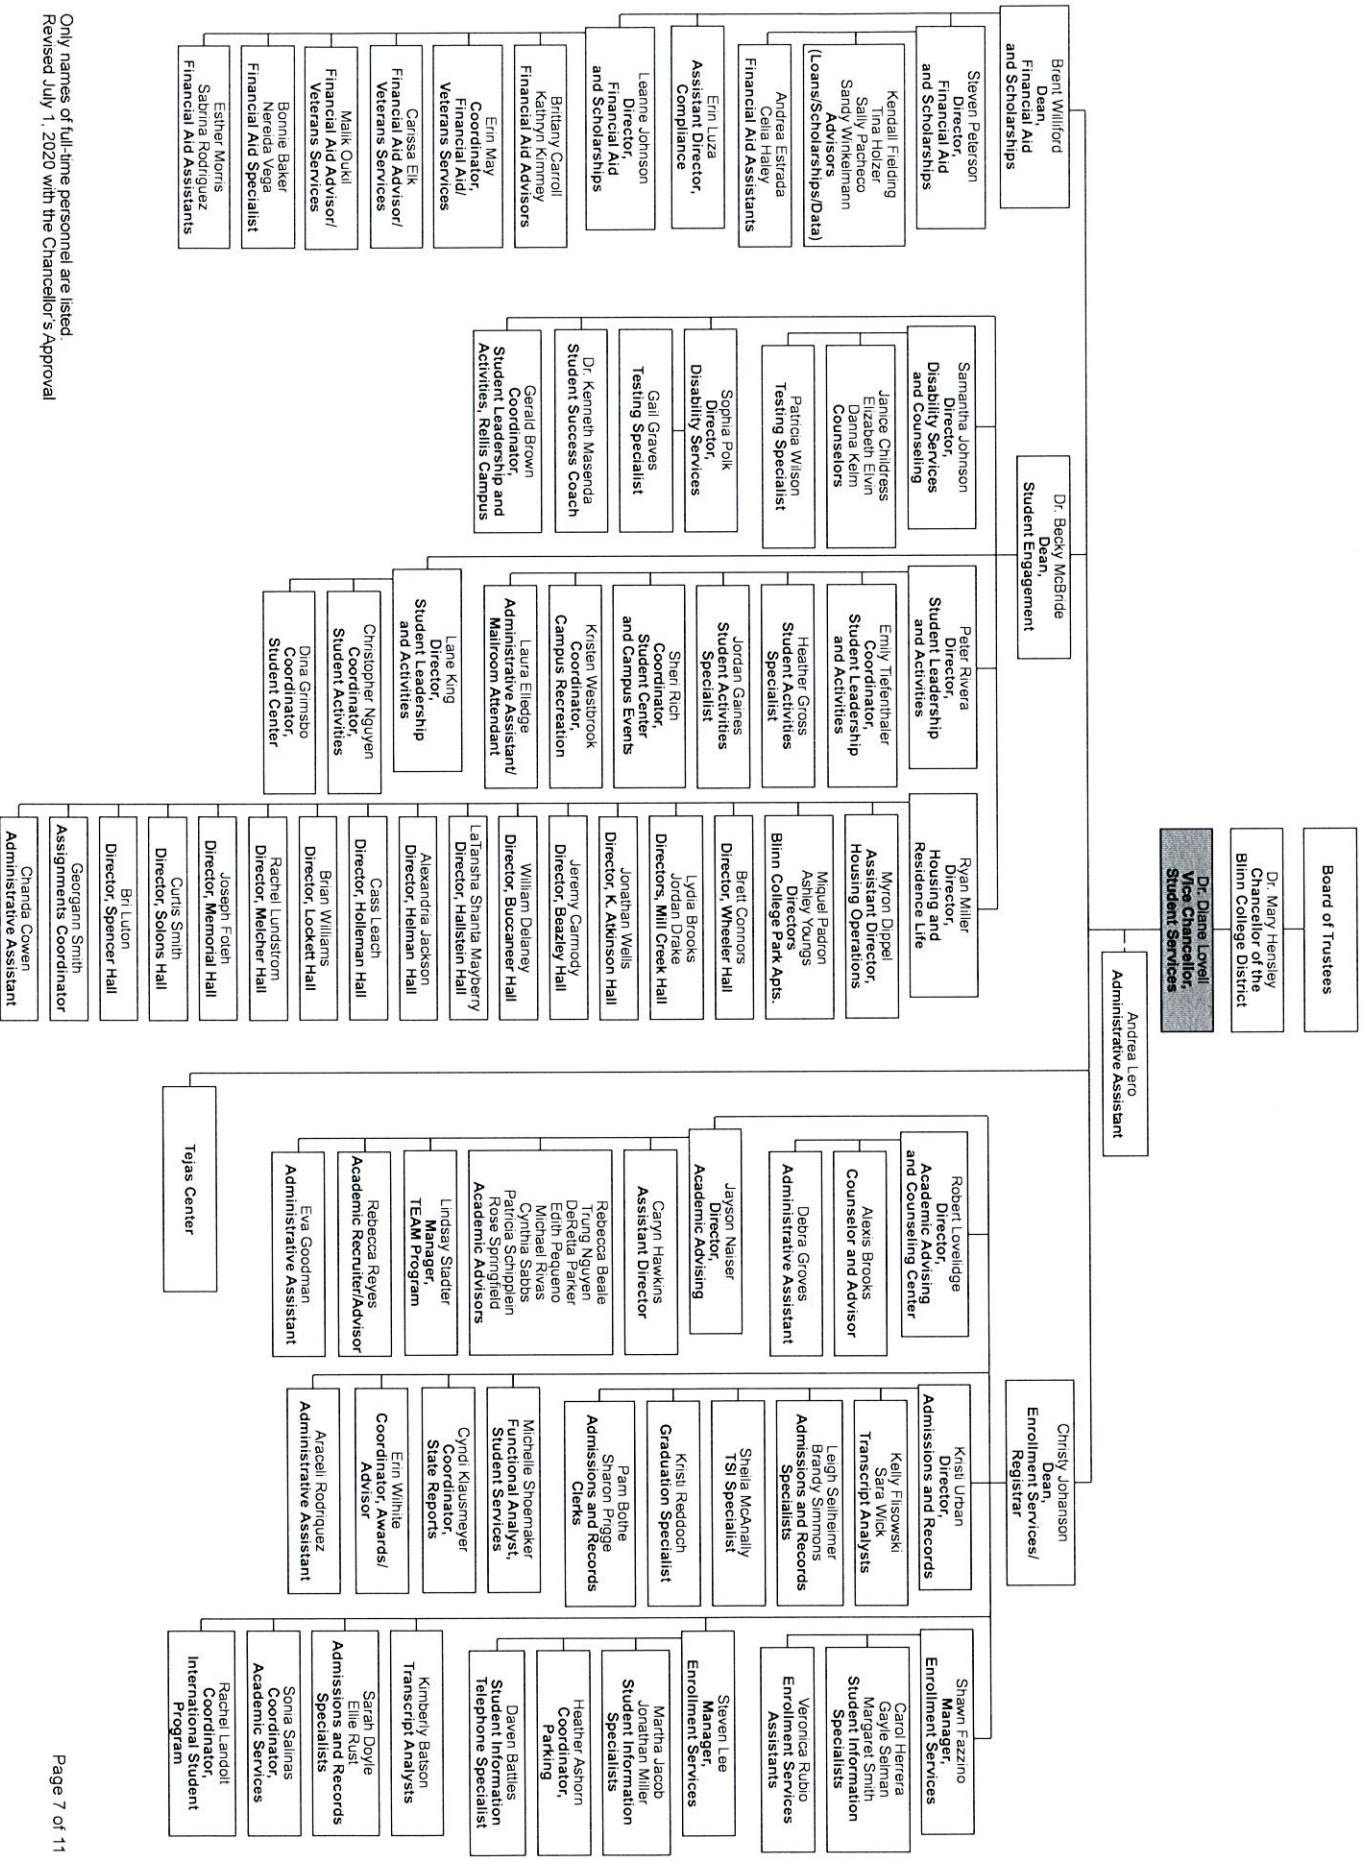 Board of Trustees
Dr. Mary Hensley
Chancellor of the
Blinn College District
Dr. Diane Lovell
Vice Chancellor,
Student Services
Andrea Lero
Administrative Assistant
Brent Williford
Dean,
Financial Aid
and Scholarships
Steven Peterson
Director,
Financial Aid
and Scholarships
Kendall Fielding
Tina Holzer
Sally Pacheco
Sandy Winkelmann
Advisors
(Loans/Scholarships/Data)
Andrea Estrada
Celia Haley
Financial Aid Assistants
Erin Luza
Assistant Director,
Compliance
Leanne Johnson
Director,
Financial Aid
and Scholarships
Brittany Carroll
Kathryn Kimmey
Financial Aid Advisors
Erin May
Coordinator,
Financial Aid/
Veterans Services
Carissa Elk
Financial Aid Advisor/
Veterans Services
Malik Oukil
Financial Aid Advisor/
Veterans Services
Bonnie Baker
Nereida Vega
Financial Aid Specialist
Esther Morris
Sabrina Rodriguez
Financial Aid Assistants
Dr. Becky McBride
Dean,
Student Engagement
Samantha Johnson
Director,
Disability Services
and Counseling
Janice Childress
Elizabeth Elvin
Danna Kelm
Counselors
Patricia Wilson
Testing Specialist
Sophia Polk
Director,
Disability Services
Gail Graves
Testing Specialist
Dr. Kenneth Masenda
Student Success Coach
Gerald Brown
Coordinator,
Student Leadership and
Activities, Rellis Campus
Peter Rivera
Director,
Student Leadership
and Activities
Emily Tiefenthaler
Coordinator,
Student Leadership
and Activities
Heather Gross
Student Activities
Specialist
Jordan Gaines
Student Activities
Specialist
Sheri Rich
Coordinator,
Student Center
and Campus Events
Kristen Westbrook
Coordinator,
Campus Recreation
Laura Elledge
Administrative Assistant/
Mailroom Attendant
Lane King
Director,
Student Leadership
and Activities
Christopher Nguyen
Coordinator,
Student Activities
Dina Grimsbo
Coordinator,
Student Center
Ryan Miller
Director,
Housing and
Residence Life
Myron Dippel
Assistant Director,
Housing Operations
Miguel Padron
Ashley Youngs
Directors
Blinn College Park Apts.
Brett Connors
Director, Wheeler Hall
Lydia Brooks
Jordan Drake
Directors, Mill Creek Hall
Jonathan Wells
Director, K. Atkinson Hall
Jeremy Carmody
Director, Beazley Hall
William Delaney
Director, Buccaneer Hall
LaTansha Shanta Mayberry
Director, Hallstein Hall
Alexandria Jackson
Director, Helman Hall
Cass Leach
Director, Holleman Hall
Brian Williams
Director, Lockett Hall
Rachel Lundstrom
Director, Melcher Hall
Joseph Foteh
Director, Memorial Hall
Curtis Smith
Director, Solons Hall
Bri Luton
Director, Spencer Hall
Georgann Smith
Assignments Coordinator
Chanda Cowen
Administrative Assistant
Tejas Center
Christy Johanson
Dean,
Enrollment Services/
Registrar
Robert Lovelidge
Director,
Academic Advising
and Counseling Center
Alexis Brooks
Counselor and Advisor
Debra Groves
Administrative Assistant
Jayson Naiser
Director,
Academic Advising
Caryn Hawkins
Assistant Director
Rebecca Beale
Trung Nguyen
DeRetta Parker
Edith Pequeno
Michael Rivas
Cynthia Sabbs
Patricia Schipplein
Rose Springfield
Academic Advisors
Lindsay Stadter
Manager,
TEAM Program
Rebecca Reyes
Academic Recruiter/Advisor
Eva Goodman
Administrative Assistant
Kristi Urban
Director,
Admissions and Records
Kelly Flisowski
Sara Wick
Transcript Analysts
Leigh Seilheimer
Brandy Simmons
Admissions and Records
Specialists
Sheila McAnally
TSI Specialist
Kristi Reddoch
Graduation Specialist
Pam Bothe
Sharon Prigge
Admissions and Records
Clerks
Michelle Shoemaker
Functional Analyst,
Student Services
Cyndi Klausmeyer
Coordinator,
State Reports
Erin Wilhite
Coordinator, Awards/
Advisor
Araceli Rodriquez
Administrative Assistant
Shawn Fazzino
Manager,
Enrollment Services
Carol Herrera
Gayle Selman
Margaret Smith
Student Information
Specialists
Veronica Rubio
Enrollment Services
Assistants
Steven Lee
Manager,
Enrollment Services
Martha Jacob
Jonathan Miller
Student Information
Specialists
Heather Ashorn
Coordinator,
Parking
Daven Battles
Student Information
Telephone Specialist
Kimberly Batson
Transcript Analysts
Sarah Doyle
Ellie Rust
Admissions and Records
Specialists
Sonia Salinas
Coordinator,
Academic Services
Rachel Landolt
Coordinator,
International Student
Program
Only names of full-time personnel are listed.
Revised July 1, 2020 with the Chancellor's Approval
Page 7 of 11